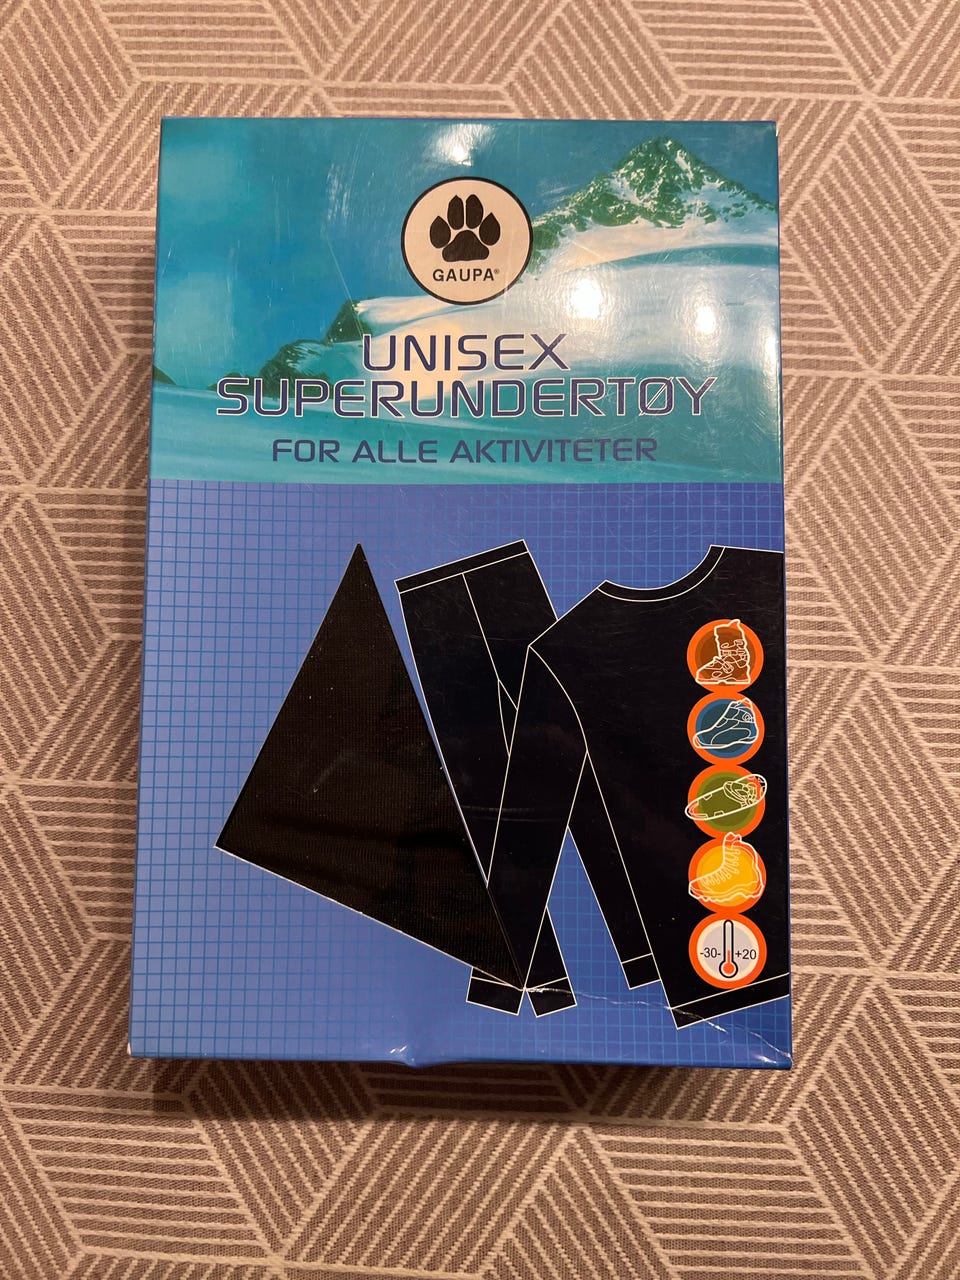 GAUPA®
UNISEX
SUPERUNDERTØY
FOR ALLE AKTIVITETER
-30- +20